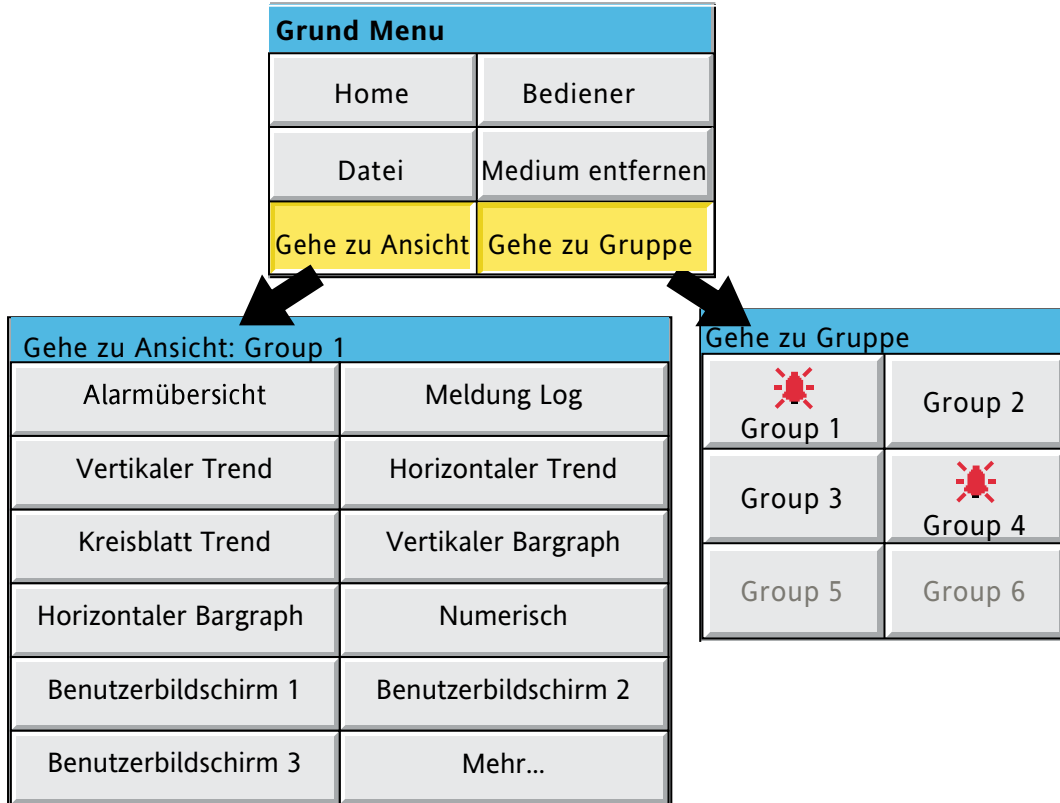 Grund Menu
Home
Bediener
Datei
Medium entfernen
Gehe zu Ansicht
Gehe zu Gruppe
Gehe zu Ansicht: Group 1
Alarmübersicht
Meldung Log
Vertikaler Trend
Horizontaler Trend
Kreisblatt Trend
Vertikaler Bargraph
Horizontaler Bargraph
Numerisch
Benutzerbildschirm 1
Benutzerbildschirm 2
Benutzerbildschirm 3
Mehr...
Gehe zu Gruppe
Group 1
Group 2
Group 3
Group 4
Group 5
Group 6